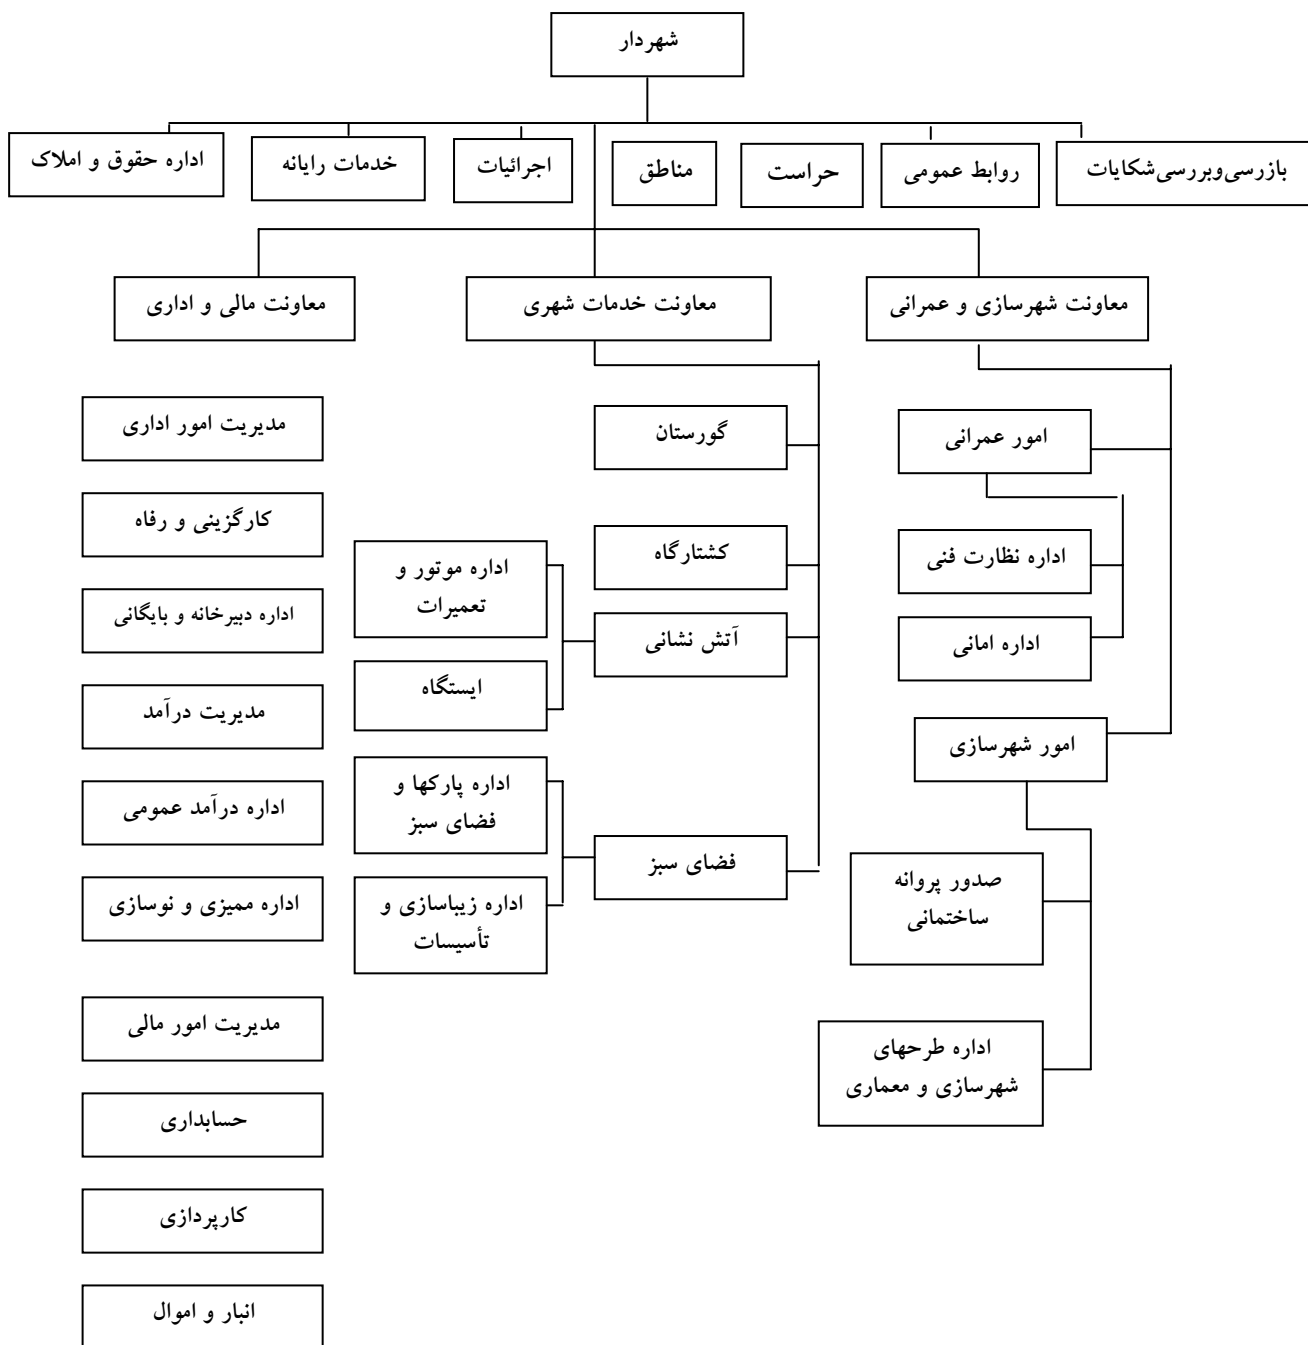 شهردار
بازرسی‌وبررسی‌شکایات
روابط عمومی
حراست
مناطق
اجرائیات
خدمات رایانه
اداره حقوق و املاک
معاونت شهرسازی و عمرانی
معاونت خدمات شهری
معاونت مالی و اداری
امور عمرانی
اداره نظارت فنی
اداره امانی
امور شهرسازی
صدور پروانه
ساختمانی
اداره طرحهای
شهرسازی و معماری
گورستان
کشتارگاه
آتش نشانی
اداره موتور و
تعمیرات
ایستگاه
فضای سبز
اداره پارکها و
فضای سبز
اداره زیباسازی و
تأسیسات
مدیریت امور اداری
کارگزینی و رفاه
اداره دبیرخانه و بایگانی
مدیریت درآمد
اداره درآمد عمومی
اداره ممیزی و نوسازی
مدیریت امور مالی
حسابداری
کارپردازی
انبار و اموال